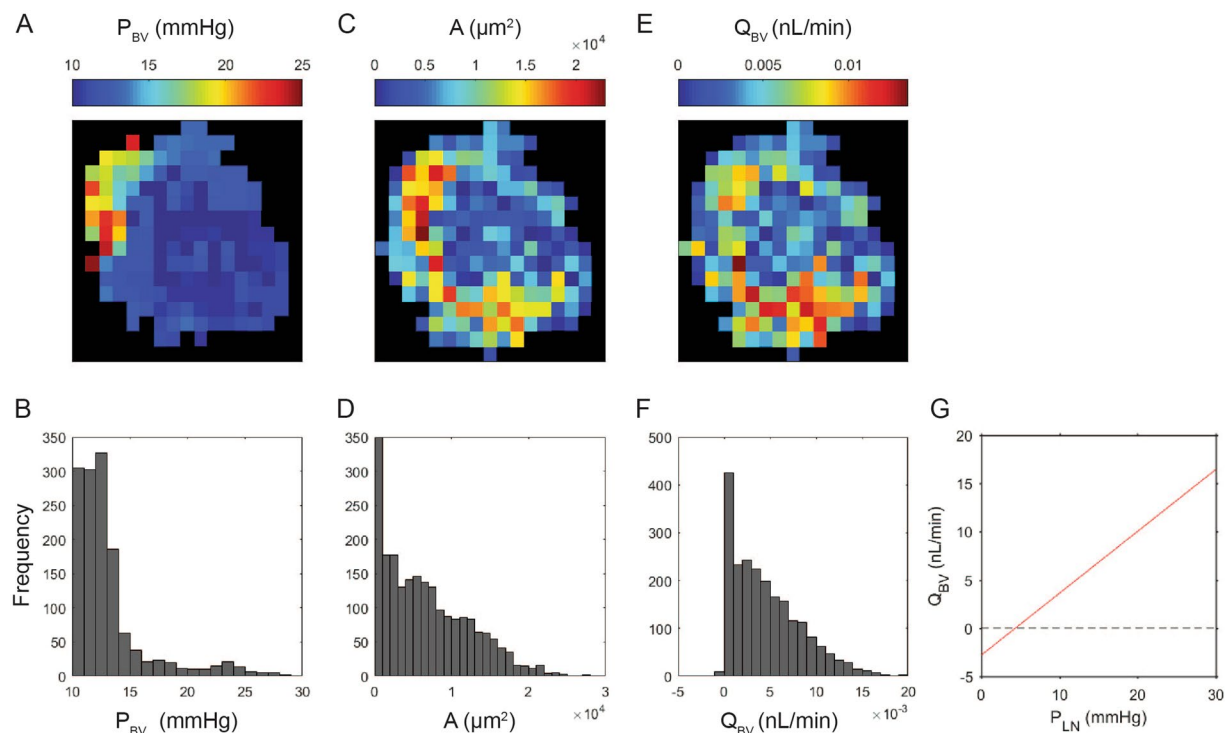 A
P_BV (mmHg)
10 15 20 25
C
A (µm²)
×10⁴
0 0.5 1 1.5 2
E
Q_BV (nL/min)
0 0.005 0.01
B
Frequency
350
300
250
200
150
100
50
0
10 15 20 25 30
P_BV (mmHg)
D
350
300
250
200
150
100
50
0
0 1 2 3
×10⁴
A (µm²)
F
500
400
300
200
100
0
-5 0 5 10 15 20
×10⁻³
Q_BV (nL/min)
G
Q_BV (nL/min)
20
15
10
5
0
-5
0 10 20 30
P_LN (mmHg)